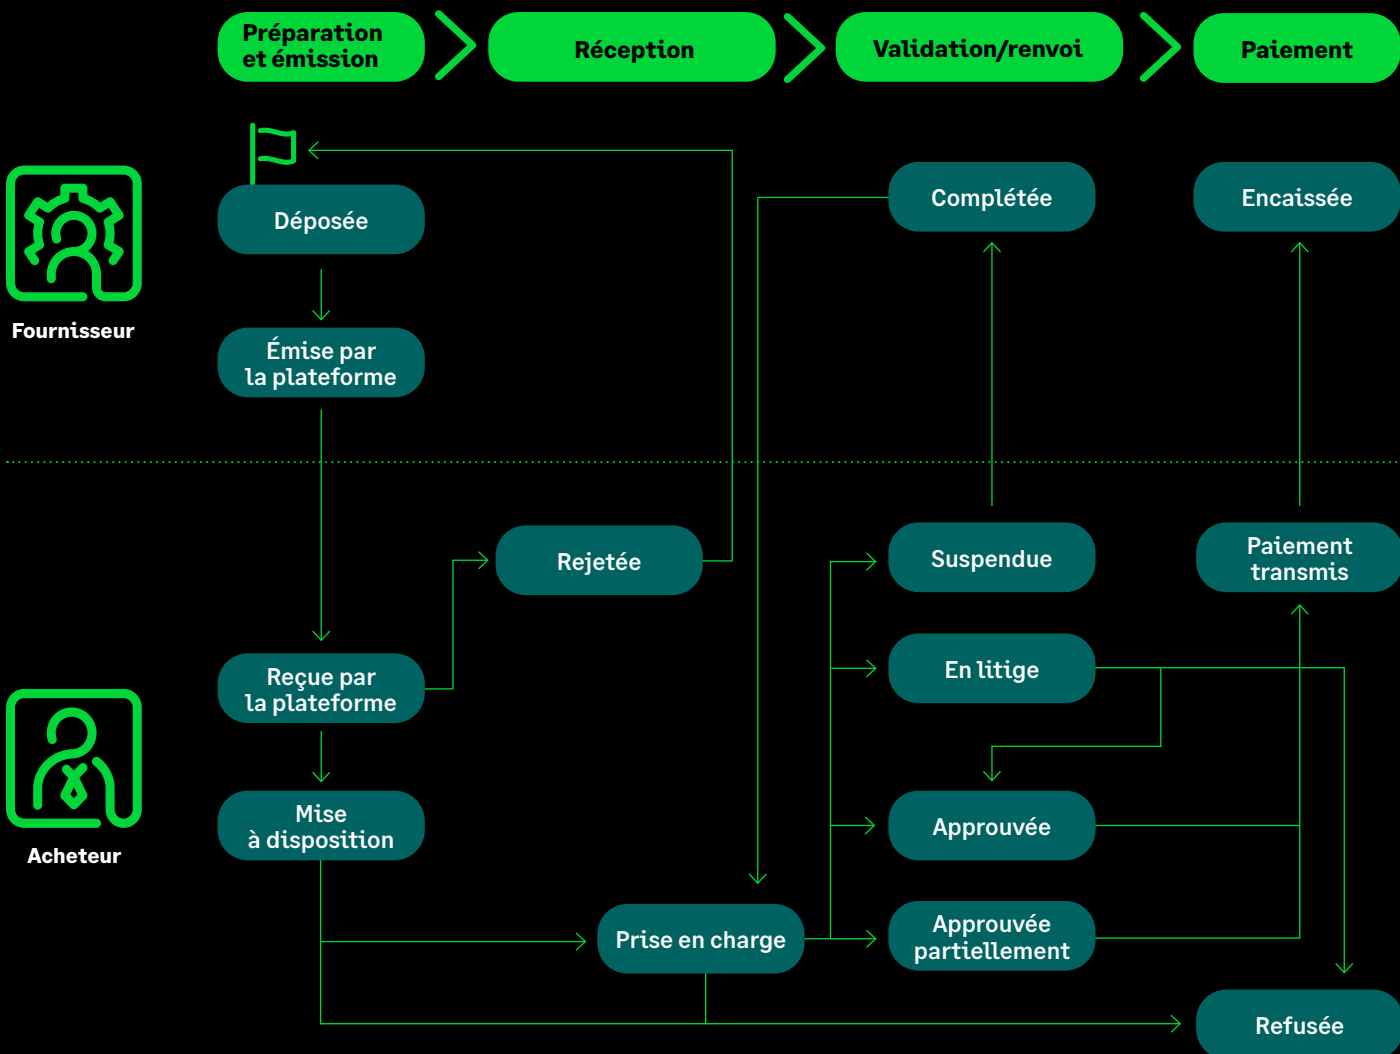 Préparation
et émission
Réception
Validation/renvoi
Paiement
Fournisseur
Déposée
Complétée
Encaissée
Émise par
la plateforme
Rejetée
Suspendue
Paiement
transmis
En litige
Reçue par
la plateforme
Acheteur
Mise
à disposition
Approuvée
Prise en charge
Approuvée
partiellement
Refusée